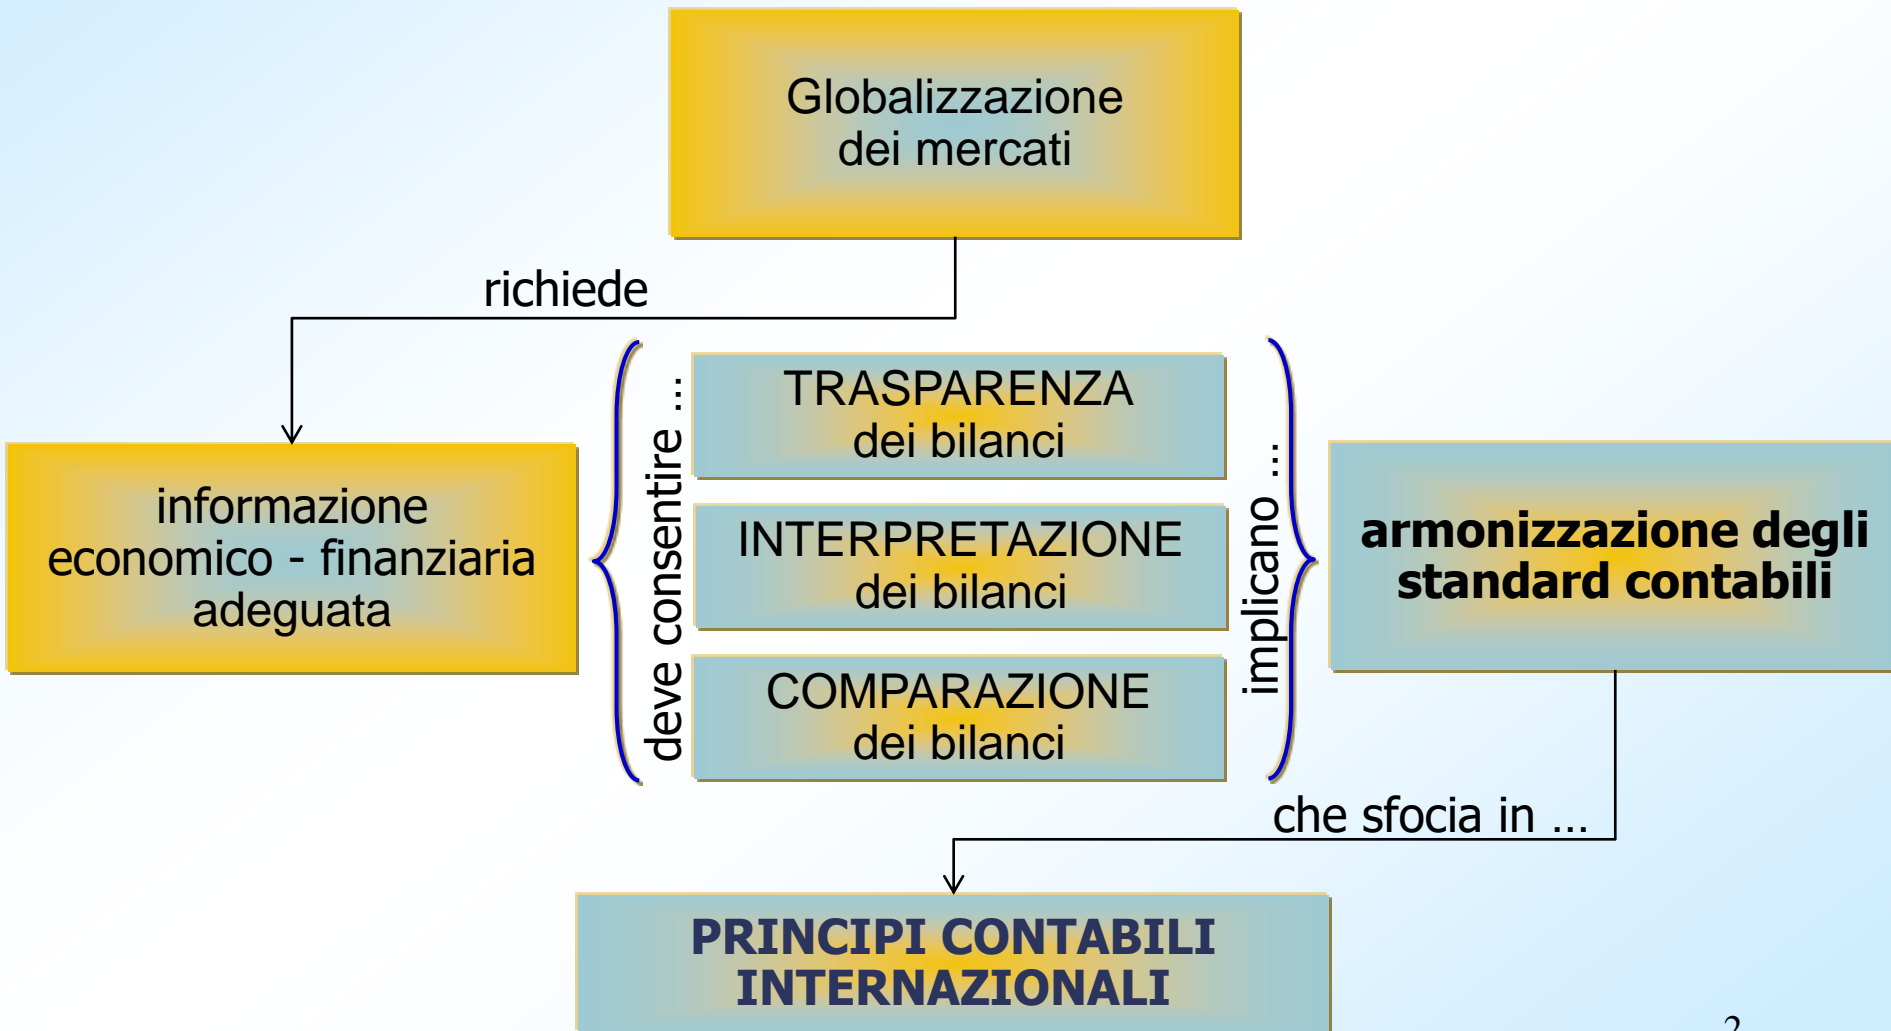 Globalizzazione
dei mercati
richiede
informazione
economico - finanziaria
adeguata
deve consentire ...
TRASPARENZA
dei bilanci
INTERPRETAZIONE
dei bilanci
COMPARAZIONE
dei bilanci
implicano ...
armonizzazione degli
standard contabili
che sfocia in ...
PRINCIPI CONTABILI
INTERNAZIONALI
2